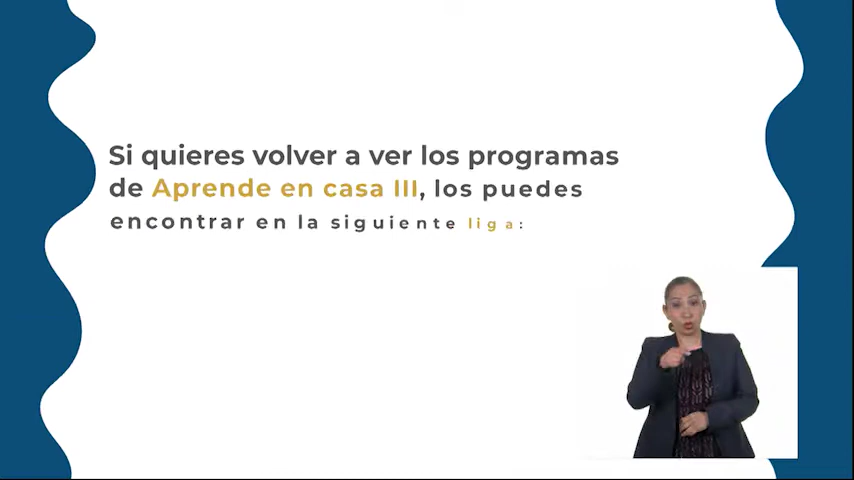 Si quieres volver a ver los programas
de Aprende en casa III, los puedes
encontrar en la siguiente liga: